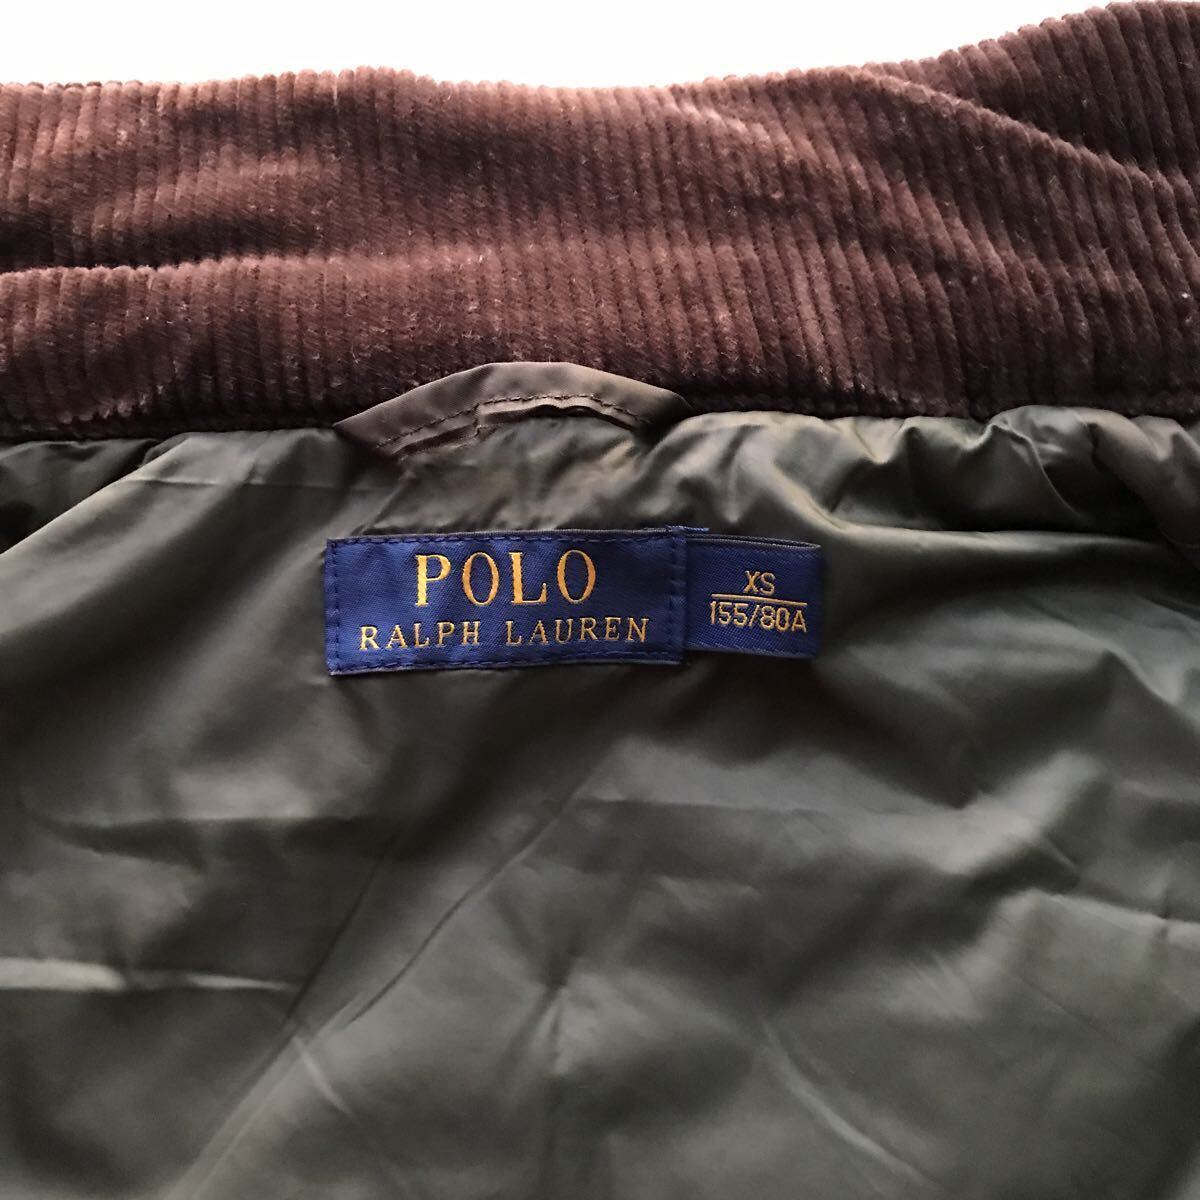 POLO
RALPH LAUREN
XS
155/80A